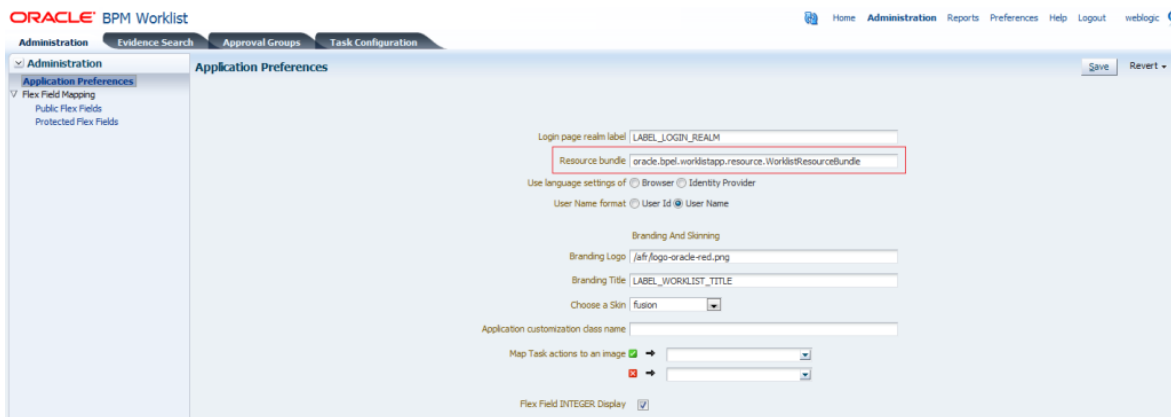 ORACLE BPM Worklist
Home Administration Reports Preferences Help Logout weblogic
Administration Evidence Search Approval Groups Task Configuration
Administration
Application Preferences
Flex Field Mapping
Public Flex Fields
Protected Flex Fields
Application Preferences
Save Revert
Login page realm label LABEL_LOGIN_REALM
Resource bundle oracle.bpel.worklistapp.resource.WorklistResourceBundle
Use language settings of Browser Identity Provider
User Name format User Id User Name
Branding And Skinning
Branding Logo /afr/logo-oracle-red.png
Branding Title LABEL_WORKLIST_TITLE
Choose a Skin fusion
Application customization class name
Map Task actions to an image
Flex Field INTEGER Display